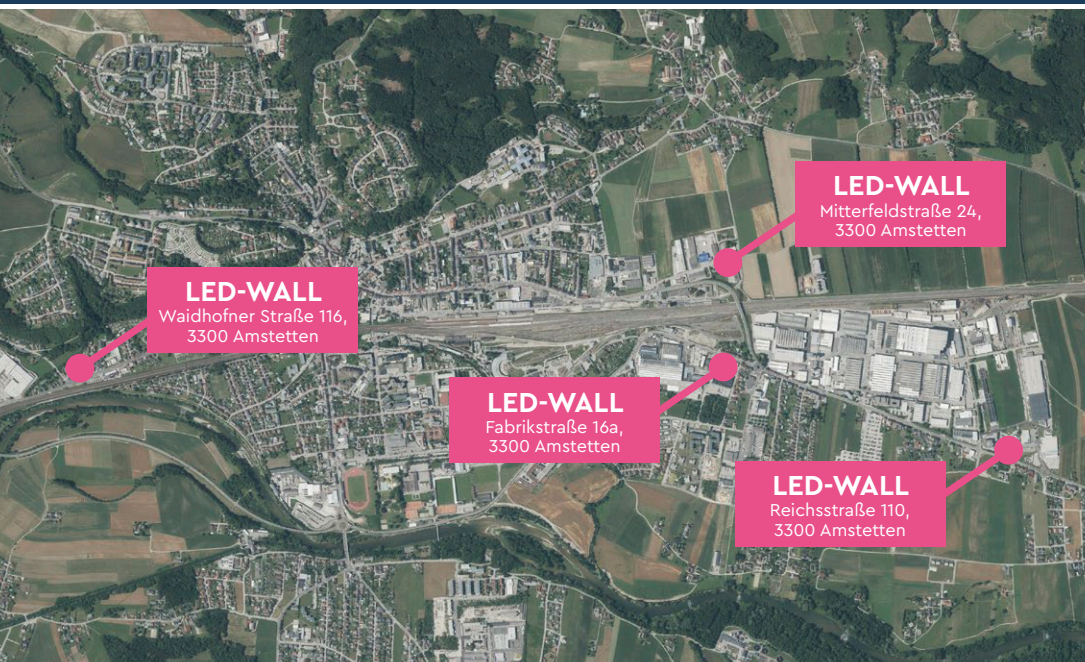 LED-WALL
Mitterfeldstraße 24,
3300 Amstetten
LED-WALL
Waidhofner Straße 116,
3300 Amstetten
LED-WALL
Fabrikstraße 16a,
3300 Amstetten
LED-WALL
Reichsstraße 110,
3300 Amstetten